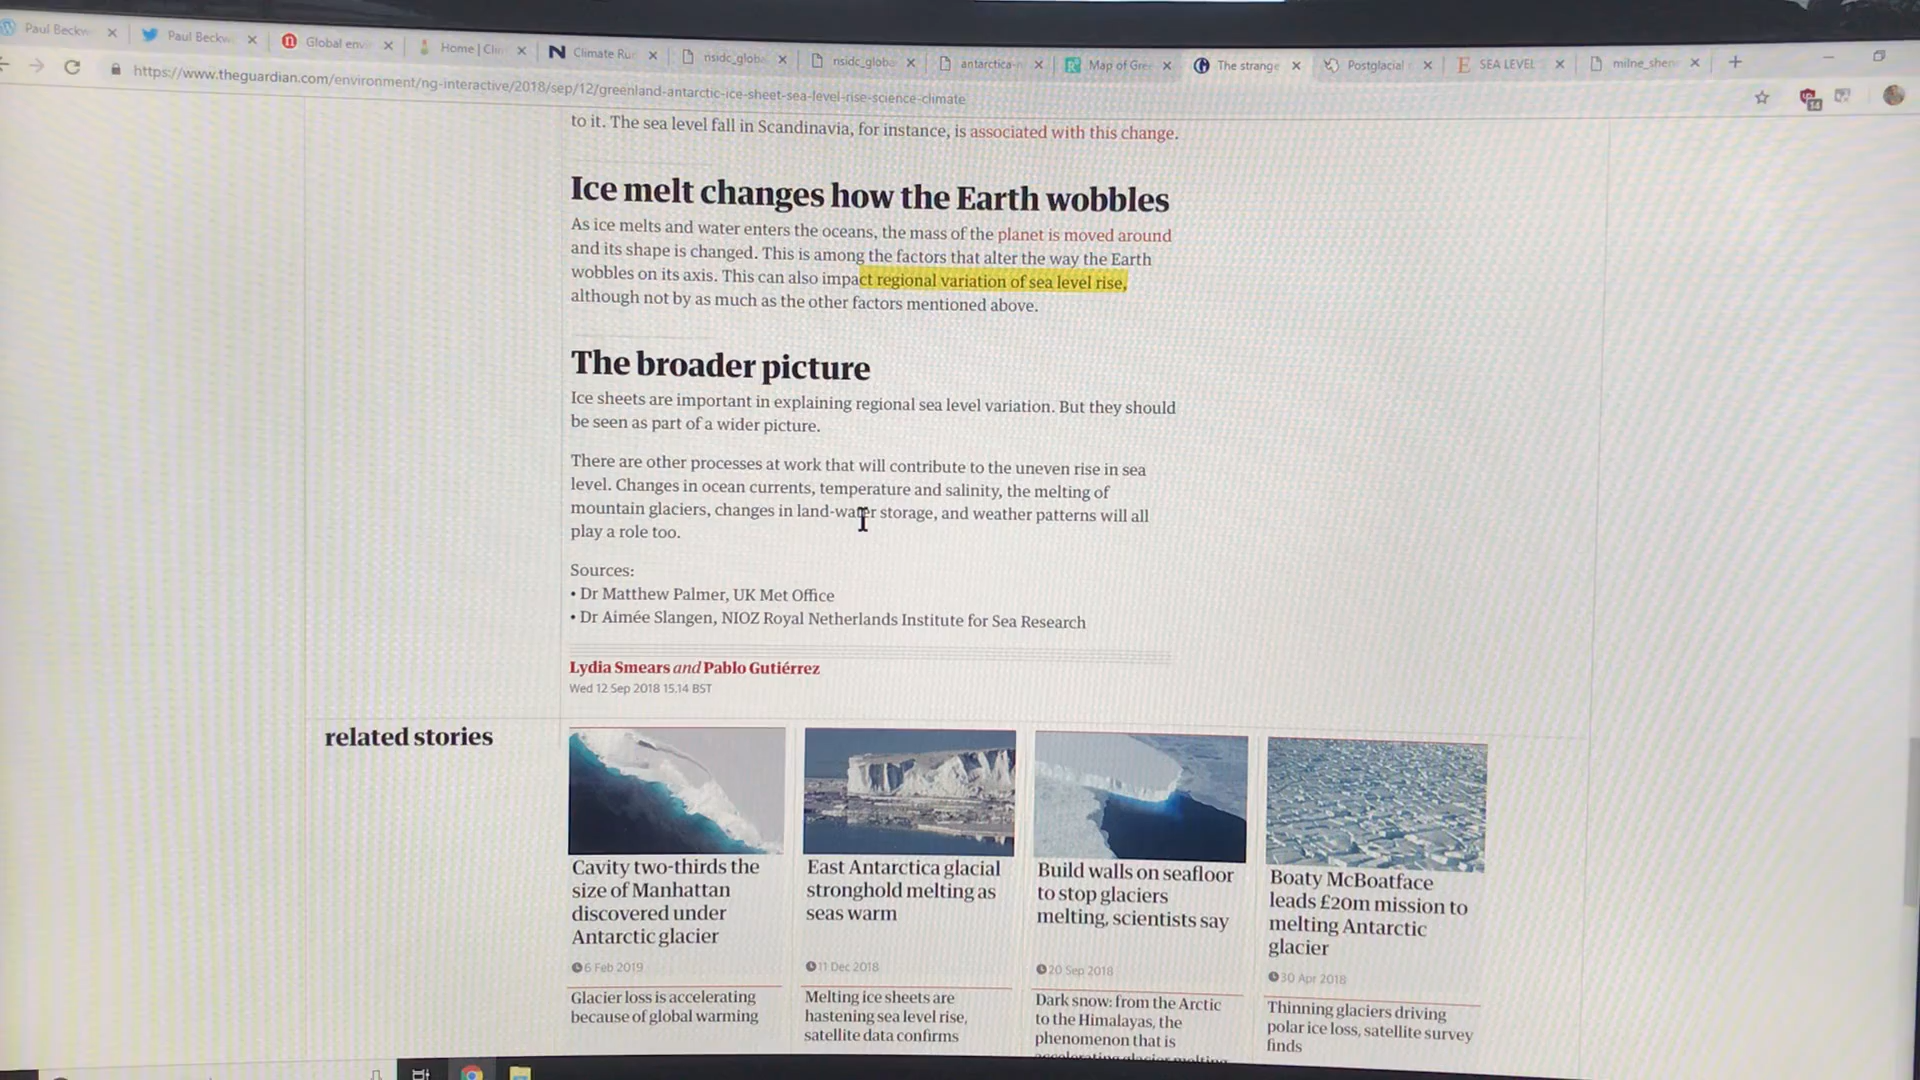 Paul Beckw
Paul Beckw
Global env
Home | Clim
Climate Ru
nsidc_globa
nsidc_globa
antarctica-n
Map of Gre
The strange
Postglacial
SEA LEVEL
milne_shen
https://www.theguardian.com/environment/ng-interactive/2018/sep/12/greenland-antarctic-ice-sheet-sea-level-rise-science-climate
14
to it. The sea level fall in Scandinavia, for instance, is associated with this change.
Ice melt changes how the Earth wobbles
As ice melts and water enters the oceans, the mass of the planet is moved around
and its shape is changed. This is among the factors that alter the way the Earth
wobbles on its axis. This can also impact regional variation of sea level rise,
although not by as much as the other factors mentioned above.
The broader picture
Ice sheets are important in explaining regional sea level variation. But they should
be seen as part of a wider picture.
There are other processes at work that will contribute to the uneven rise in sea
level. Changes in ocean currents, temperature and salinity, the melting of
mountain glaciers, changes in land-water storage, and weather patterns will all
play a role too.
Sources:
• Dr Matthew Palmer, UK Met Office
• Dr Aimée Slangen, NIOZ Royal Netherlands Institute for Sea Research
Lydia Smears and Pablo Gutiérrez
Wed 12 Sep 2018 15.14 BST
related stories
Cavity two-thirds the
size of Manhattan
discovered under
Antarctic glacier
6 Feb 2019
Glacier loss is accelerating
because of global warming
East Antarctica glacial
stronghold melting as
seas warm
11 Dec 2018
Melting ice sheets are
hastening sea level rise,
satellite data confirms
Build walls on seafloor
to stop glaciers
melting, scientists say
20 Sep 2018
Dark snow: from the Arctic
to the Himalayas, the
phenomenon that is
accelerating glacier melting
Boaty McBoatface
leads £20m mission to
melting Antarctic
glacier
30 Apr 2018
Thinning glaciers driving
polar ice loss, satellite survey
finds